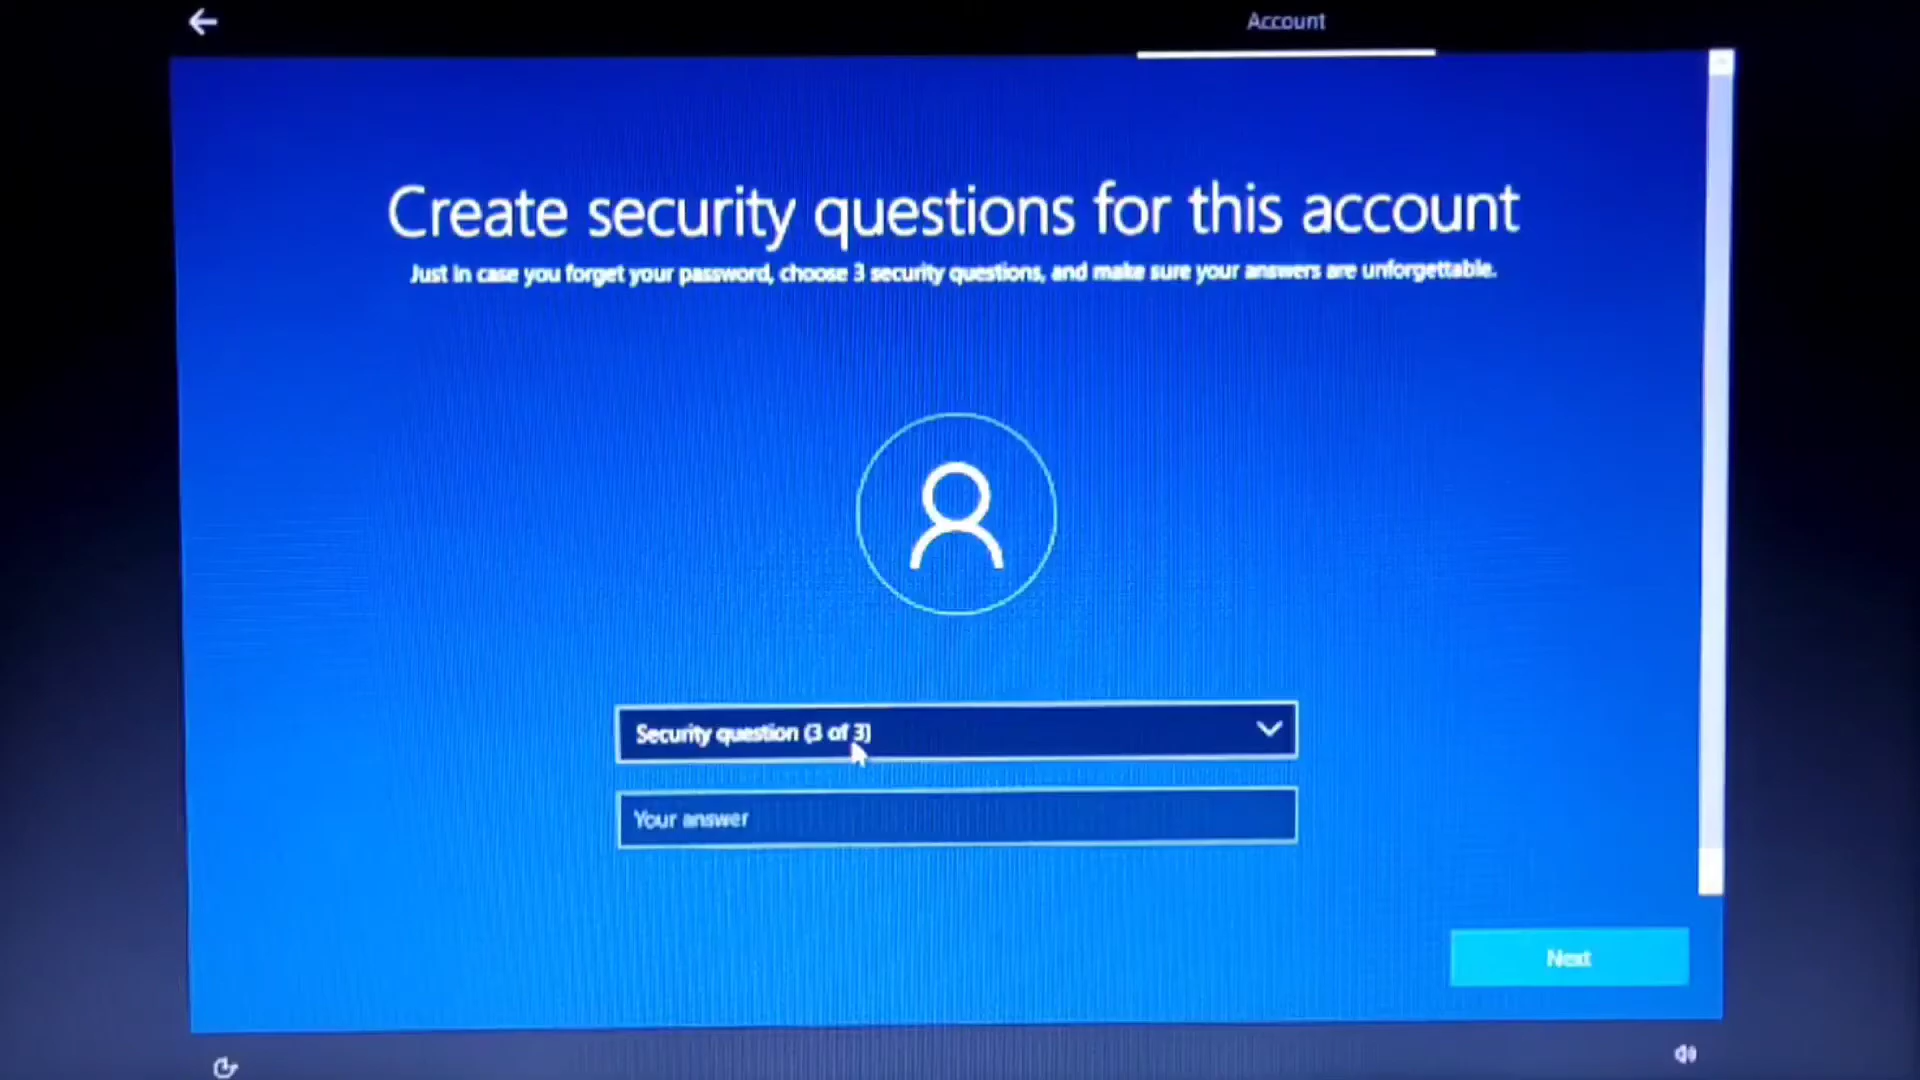 Account
Create security questions for this account
Just in case you forget your password, choose 3 security questions, and make sure your answers are unforgettable.
Security question (3 of 3)
Your answer
Next